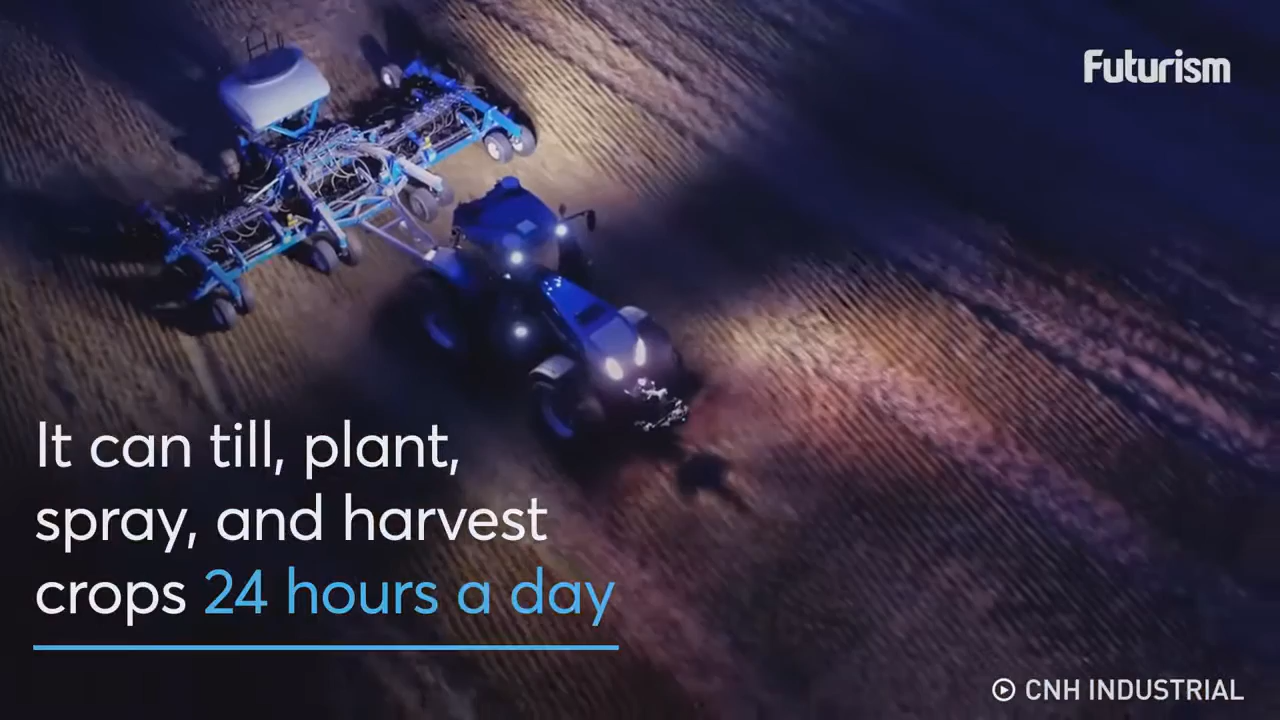 Futurism
It can till, plant,
spray, and harvest
crops 24 hours a day
CNH INDUSTRIAL